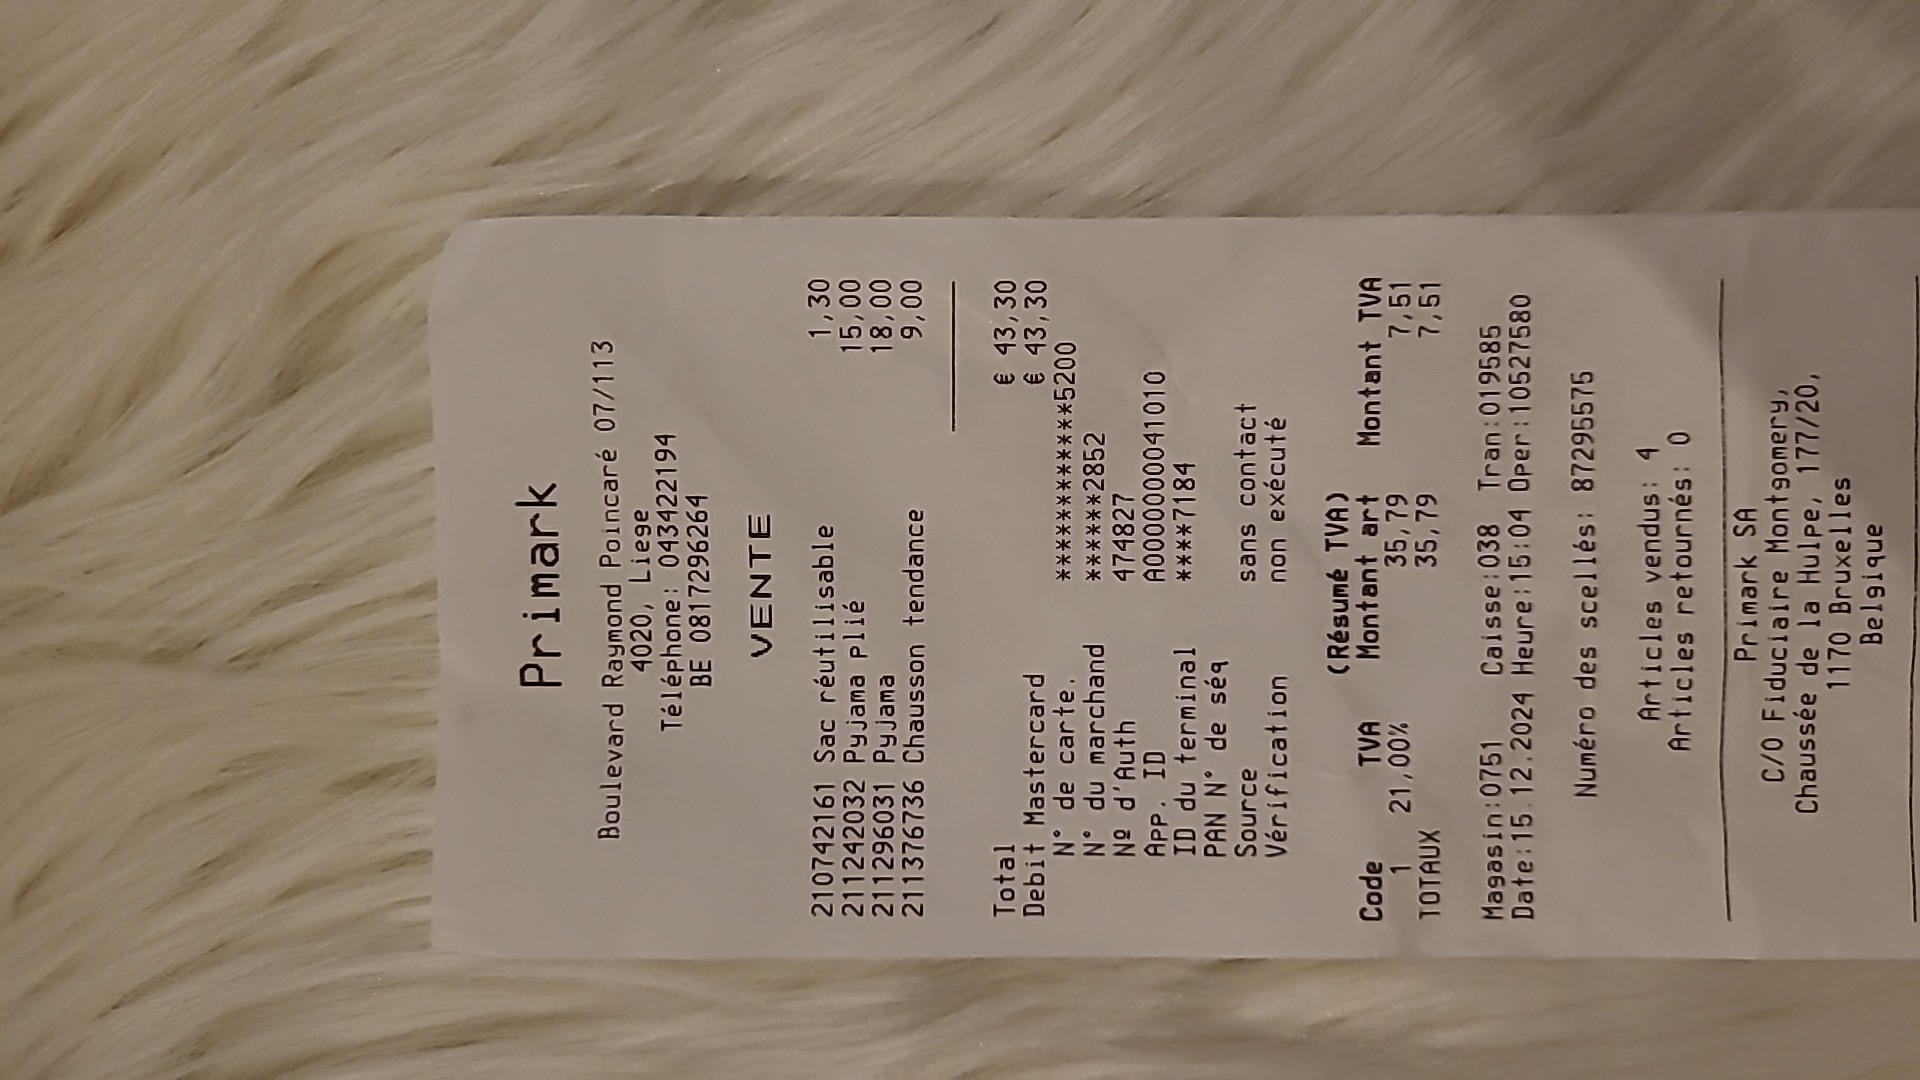 Primark
Boulevard Raymond Poincaré 07/113
4020, Liege
Téléphone: 043422194
BE 0817296264
VENTE
210742161 Sac réutilisable 1,30
211242032 Pyjama plié 15,00
211296031 Pyjama 18,00
211376736 Chausson tendance 9,00
Total € 43,30
Debit Mastercard € 43,30
N° de carte. ***************5200
N° du marchand ******2852
Nº d'Auth 474827
App. ID A0000000041010
ID du terminal ****7184
PAN N° de séq
Source sans contact
Vérification non exécuté
(Résumé TVA)
Code TVA Montant art Montant TVA
1 21,00% 35,79 7,51
TOTAUX 35,79 7,51
Magasin:0751 Caisse:038 Tran:019585
Date:15.12.2024 Heure:15:04 Oper:10527580
Numéro des scellés: 87295575
Articles vendus: 4
Articles retournés: 0
Primark SA
C/O Fiduciaire Montgomery,
Chaussée de la Hulpe, 177/20,
1170 Bruxelles
Belgique